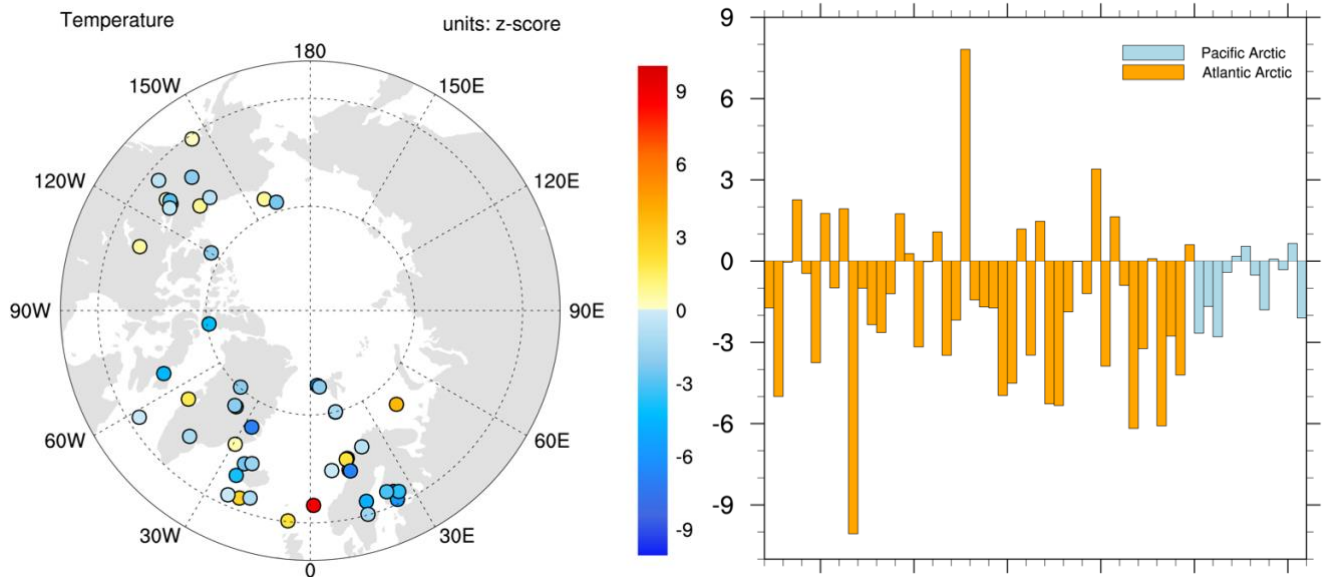 Temperature
units: z-score
180
150W
150E
120W
120E
90W
90E
60W
60E
30W
30E
0
9
6
3
0
-3
-6
-9
9
6
3
0
-3
-6
-9
Pacific Arctic
Atlantic Arctic